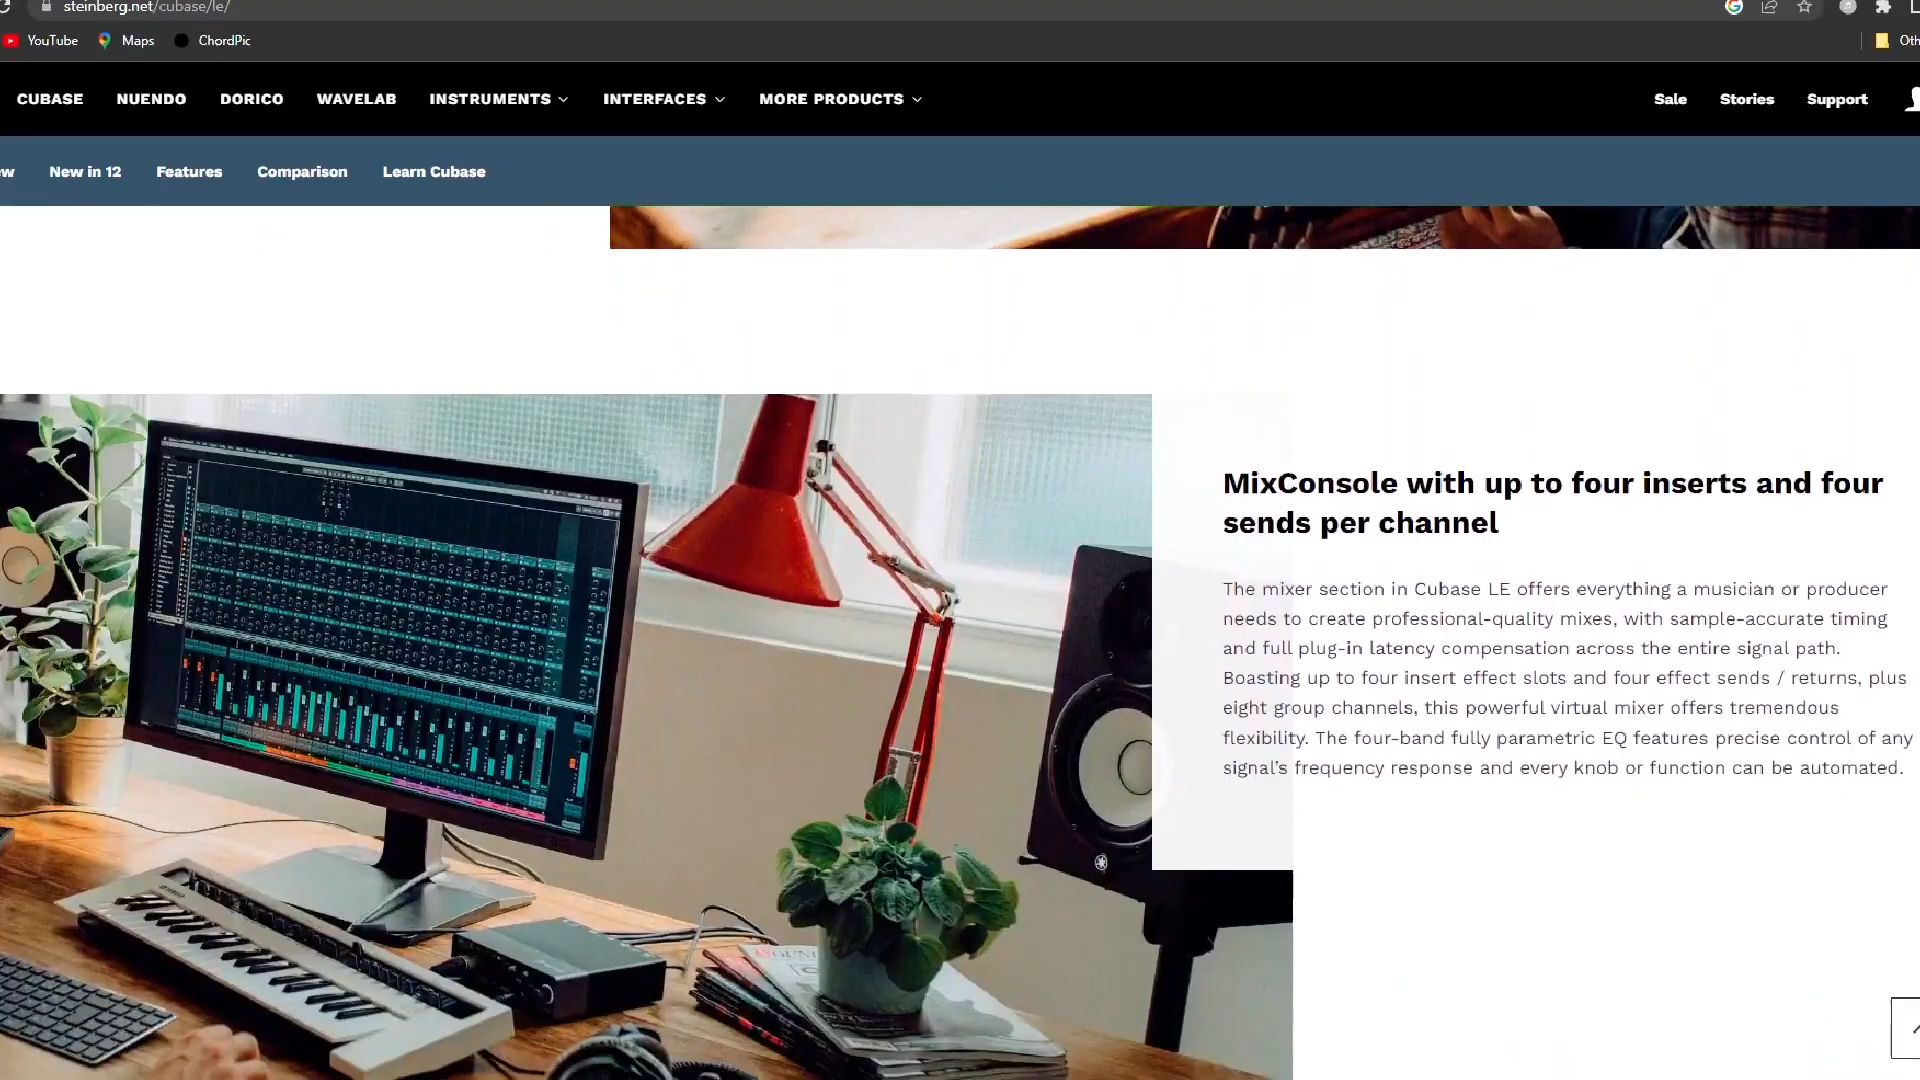 steinberg.net/cubase/le/
YouTube Maps ChordPic
CUBASE NUENDO DORICO WAVELAB INSTRUMENTS INTERFACES MORE PRODUCTS Sale Stories Support
New in 12 Features Comparison Learn Cubase
MixConsole with up to four inserts and four
sends per channel
The mixer section in Cubase LE offers everything a musician or producer
needs to create professional-quality mixes, with sample-accurate timing
and full plug-in latency compensation across the entire signal path.
Boasting up to four insert effect slots and four effect sends / returns, plus
eight group channels, this powerful virtual mixer offers tremendous
flexibility. The four-band fully parametric EQ features precise control of any
signal’s frequency response and every knob or function can be automated.